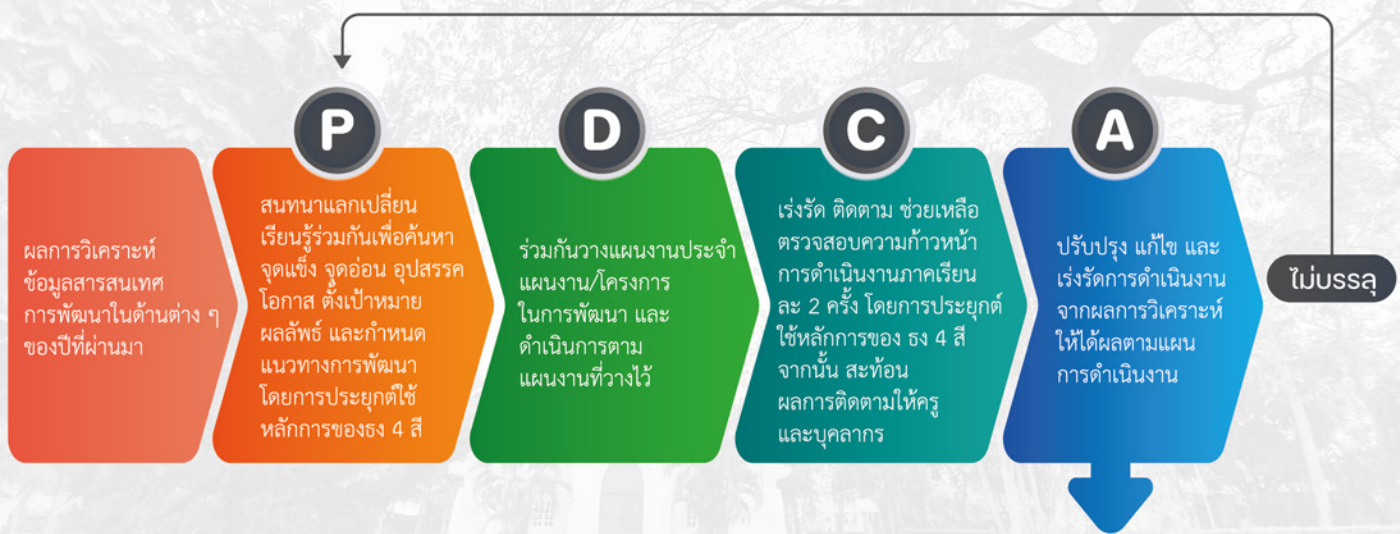 P
D
C
A
ผลการวิเคราะห์
ข้อมูลสารสนเทศ
การพัฒนาในด้านต่าง ๆ
ของปีที่ผ่านมา
สนทนาแลกเปลี่ยน
เรียนรู้ร่วมกันเพื่อค้นหา
จุดแข็ง จุดอ่อน อุปสรรค
โอกาส ตั้งเป้าหมาย
ผลลัพธ์ และกำหนด
แนวทางการพัฒนา
โดยการประยุกต์ใช้
หลักการของธง 4 สี
ร่วมกันวางแผนงานประจำ
แผนงาน/โครงการ
ในการพัฒนา และ
ดำเนินการตาม
แผนงานที่วางไว้
เร่งรัด ติดตาม ช่วยเหลือ
ตรวจสอบความก้าวหน้า
การดำเนินงานภาคเรียน
ละ 2 ครั้ง โดยการประยุกต์
ใช้หลักการของ ธง 4 สี
จากนั้น สะท้อน
ผลการติดตามให้ครู
และบุคลากร
ปรับปรุง แก้ไข และ
เร่งรัดการดำเนินงาน
จากผลการวิเคราะห์
ให้ได้ผลตามแผน
การดำเนินงาน
ไม่บรรลุ